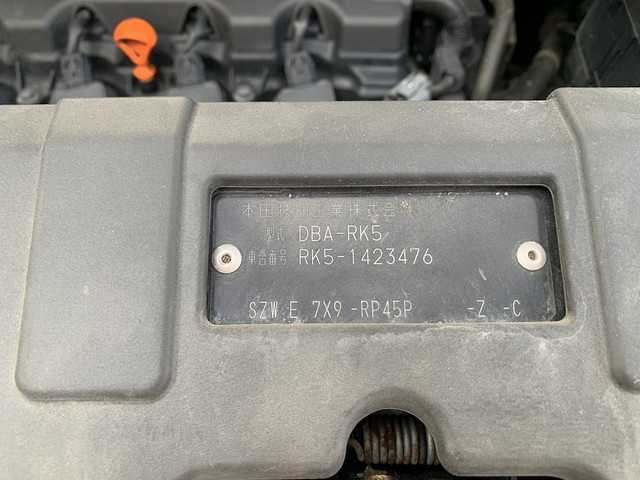 本田技研工業株式会社
型式 DBA-RK5
車台番号 RK5-1423476
SZW E 7X9 -RP45P -Z -C